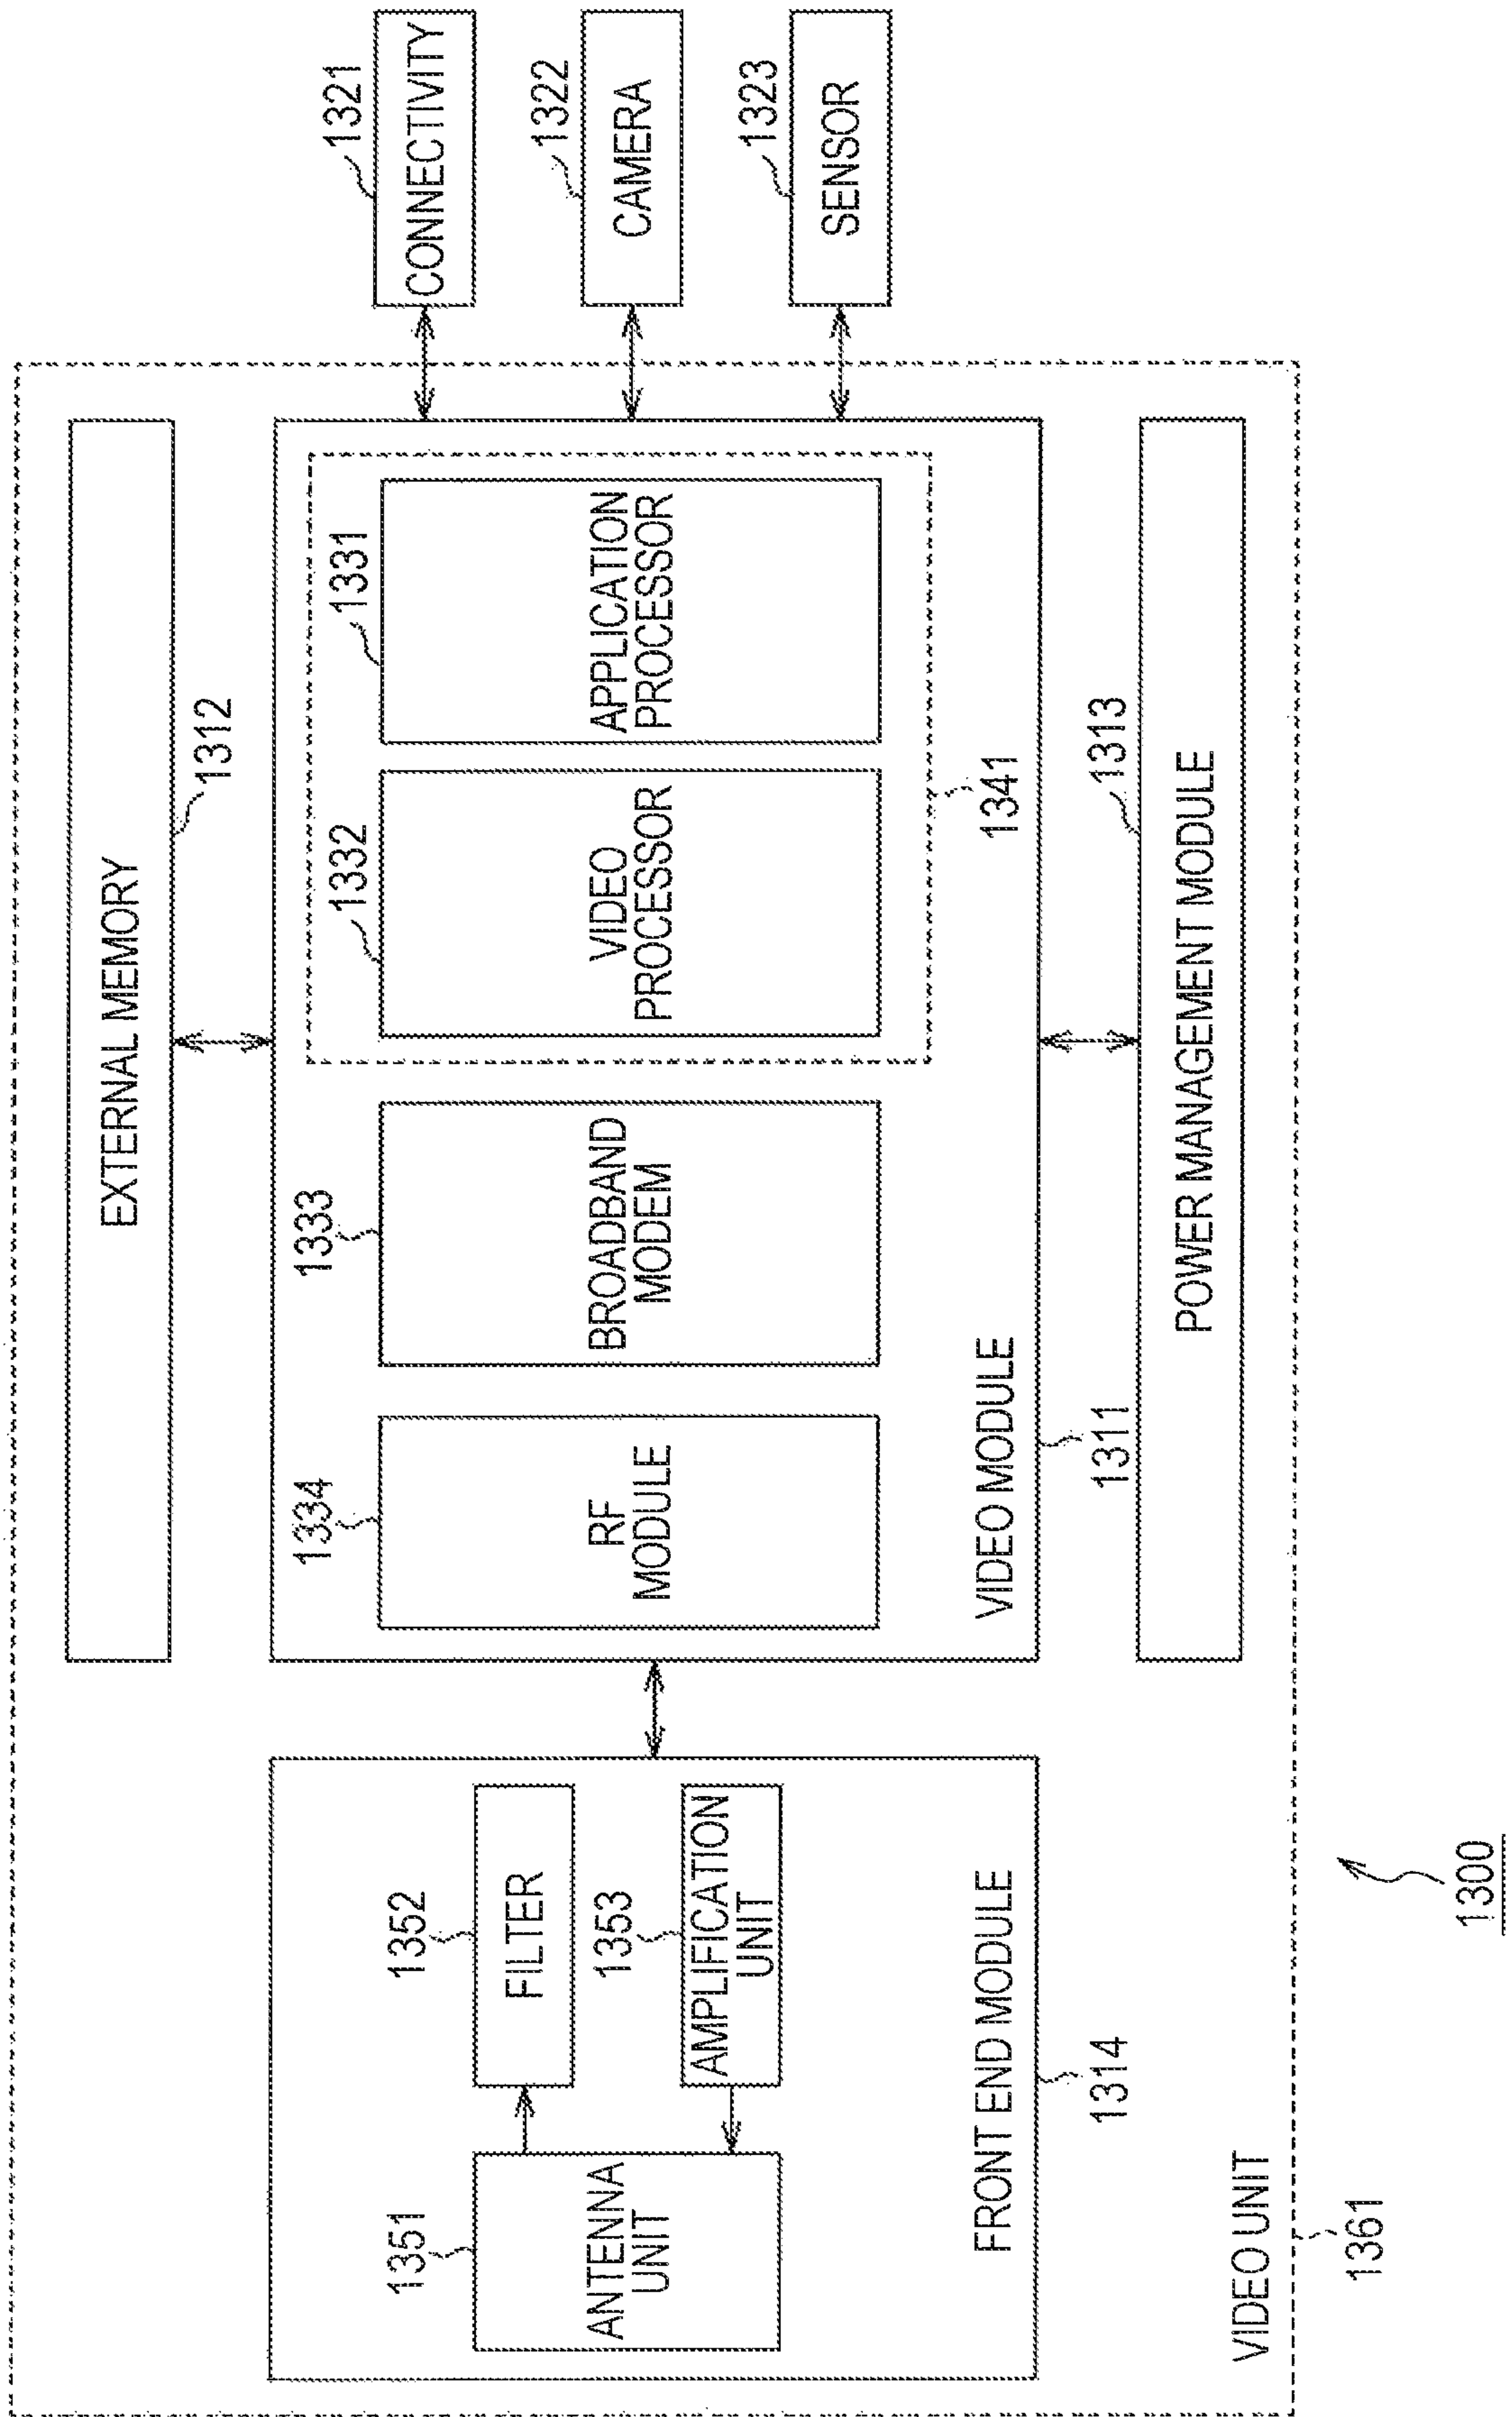 1300
VIDEO UNIT
1361
FRONT END MODULE
1314
ANTENNA
UNIT
1351
FILTER
1352
AMPLIFICATION
UNIT
1353
EXTERNAL MEMORY
1312
VIDEO MODULE
1311
RF
MODULE
1334
BROADBAND
MODEM
1333
VIDEO
PROCESSOR
1332
APPLICATION
PROCESSOR
1331
1341
POWER MANAGEMENT MODULE
1313
CONNECTIVITY
1321
CAMERA
1322
SENSOR
1323